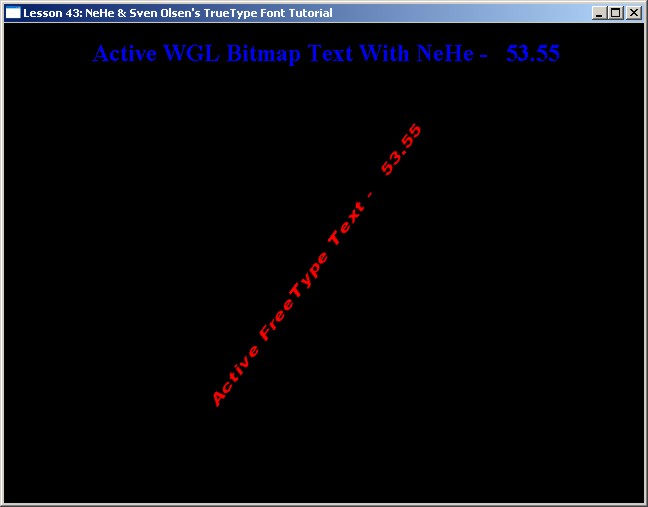 Lesson 43: NeHe & Sven Olsen's TrueType Font Tutorial
Active WGL Bitmap Text With NeHe - 53.55
Active FreeType Text - 53.55